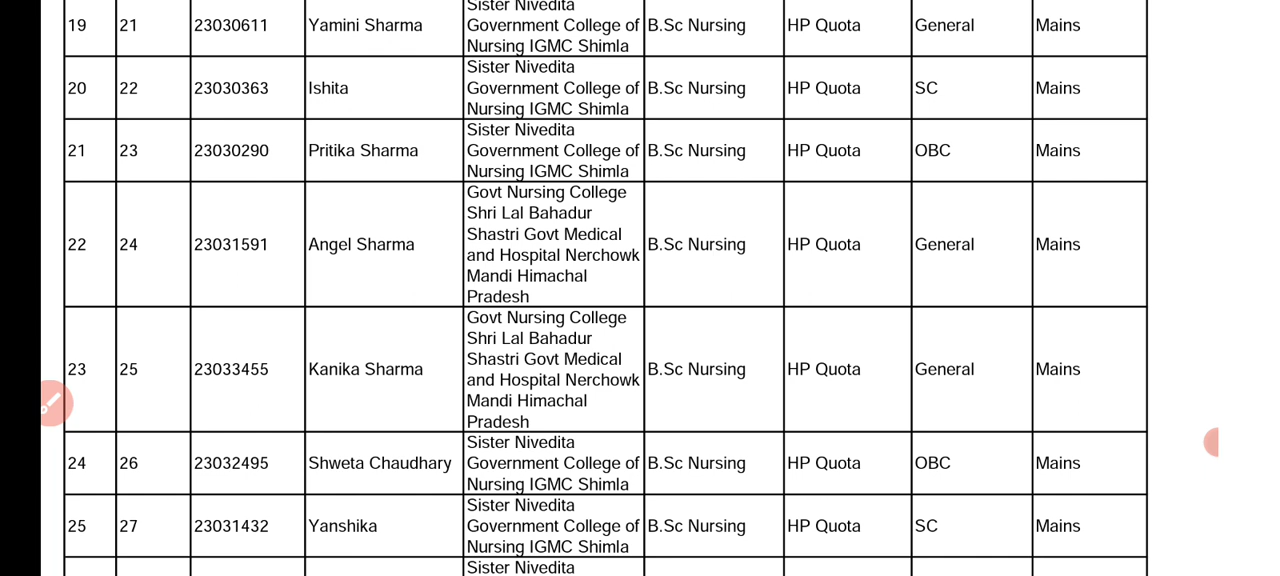 Sister Nivedita
19 21 23030611 Yamini Sharma Government College of B.Sc Nursing HP Quota General Mains
Nursing IGMC Shimla
Sister Nivedita
20 22 23030363 Ishita Government College of B.Sc Nursing HP Quota SC Mains
Nursing IGMC Shimla
Sister Nivedita
21 23 23030290 Pritika Sharma Government College of B.Sc Nursing HP Quota OBC Mains
Nursing IGMC Shimla
Govt Nursing College
Shri Lal Bahadur
Shastri Govt Medical
22 24 23031591 Angel Sharma and Hospital Nerchowk B.Sc Nursing HP Quota General Mains
Mandi Himachal
Pradesh
Govt Nursing College
Shri Lal Bahadur
Shastri Govt Medical
23 25 23033455 Kanika Sharma and Hospital Nerchowk B.Sc Nursing HP Quota General Mains
Mandi Himachal
Pradesh
Sister Nivedita
24 26 23032495 Shweta Chaudhary Government College of B.Sc Nursing HP Quota OBC Mains
Nursing IGMC Shimla
Sister Nivedita
25 27 23031432 Yanshika Government College of B.Sc Nursing HP Quota SC Mains
Nursing IGMC Shimla
Sister Nivedita